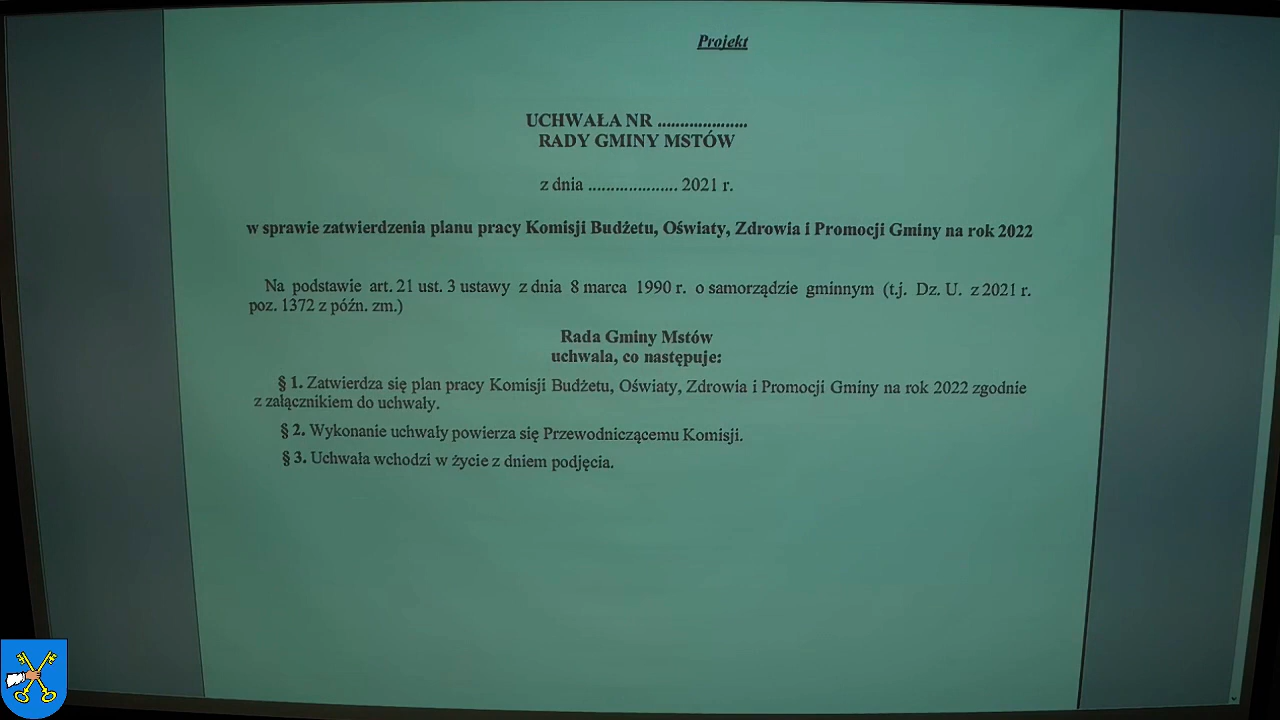 Projekt
UCHWAŁA NR ....................
RADY GMINY MSTÓW
z dnia .................... 2021 r.
w sprawie zatwierdzenia planu pracy Komisji Budżetu, Oświaty, Zdrowia i Promocji Gminy na rok 2022
Na podstawie art. 21 ust. 3 ustawy z dnia 8 marca 1990 r. o samorządzie gminnym (t.j. Dz. U. z 2021 r.
poz. 1372 z późn. zm.)
Rada Gminy Mstów
uchwala, co następuje:
§ 1. Zatwierdza się plan pracy Komisji Budżetu, Oświaty, Zdrowia i Promocji Gminy na rok 2022 zgodnie
z załącznikiem do uchwały.
§ 2. Wykonanie uchwały powierza się Przewodniczącemu Komisji.
§ 3. Uchwała wchodzi w życie z dniem podjęcia.